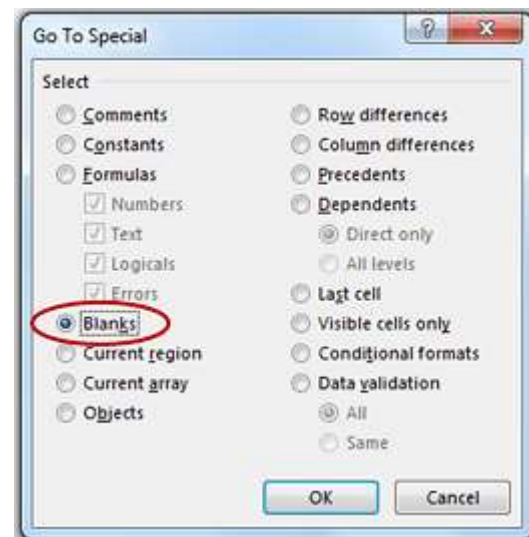 Go To Special
?
X
Select
Comments
Constants
Formulas
Numbers
Text
Logicals
Errors
Blanks
Current region
Current array
Objects
Row differences
Column differences
Precedents
Dependents
Direct only
All levels
Last cell
Visible cells only
Conditional formats
Data validation
All
Same
OK
Cancel